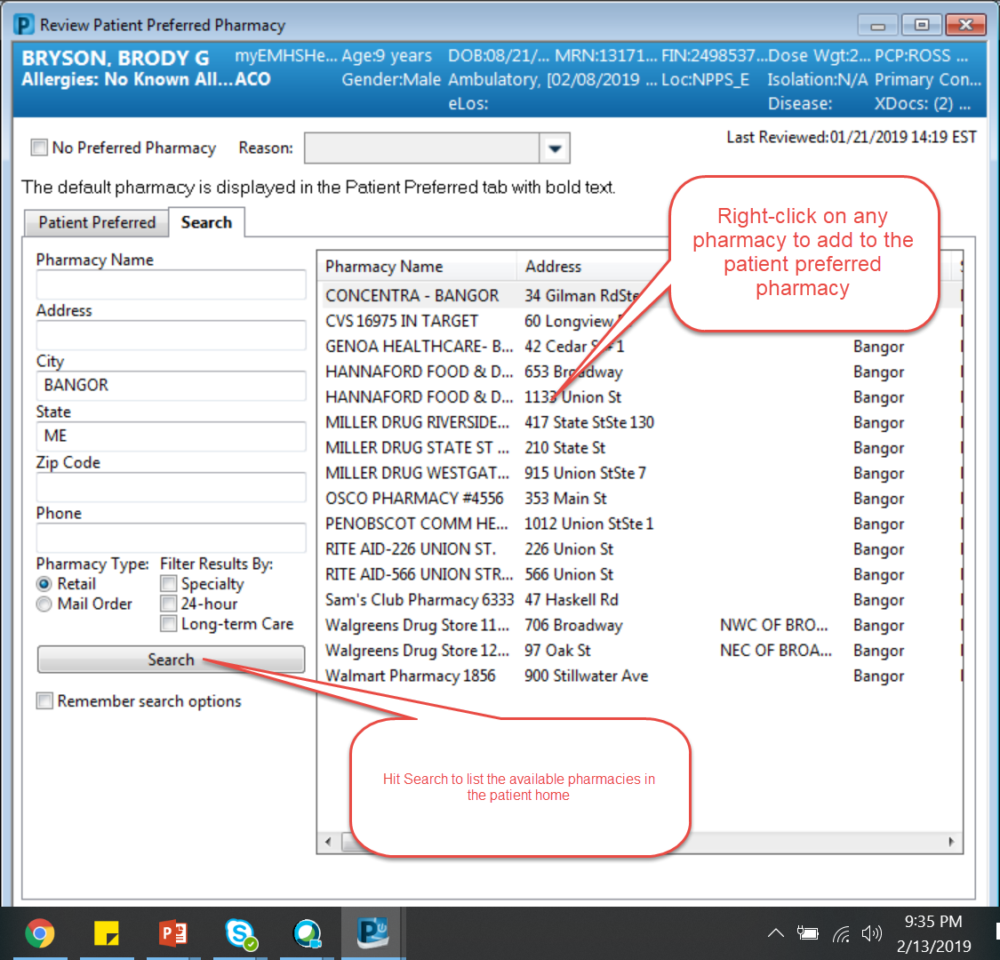 Review Patient Preferred Pharmacy
BRYSON, BRODY G myEMHSHe... Age:9 years DOB:08/21/... MRN:13171... FIN:2498537... Dose Wgt:2... PCP:ROSS ...
Allergies: No Known All... ACO Gender:Male Ambulatory, [02/08/2019 ... Loc:NPPS_E Isolation:N/A Primary Con...
eLos: Disease: XDocs: (2) ...
No Preferred Pharmacy Reason: Last Reviewed:01/21/2019 14:19 EST
The default pharmacy is displayed in the Patient Preferred tab with bold text.
Patient Preferred Search
Pharmacy Name
Address
City
BANGOR
State
ME
Zip Code
Phone
Pharmacy Type: Filter Results By:
Retail Specialty
Mail Order 24-hour
Long-term Care
Search
Remember search options
Pharmacy Name Address
CONCENTRA - BANGOR 34 Gilman RdSte
CVS 16975 IN TARGET 60 Longview
GENOA HEALTHCARE- B... 42 Cedar St# 1 Bangor
HANNAFORD FOOD & D... 653 Broadway Bangor
HANNAFORD FOOD & D... 1133 Union St Bangor
MILLER DRUG RIVERSIDE... 417 State StSte 130 Bangor
MILLER DRUG STATE ST ... 210 State St Bangor
MILLER DRUG WESTGAT... 915 Union StSte 7 Bangor
OSCO PHARMACY #4556 353 Main St Bangor
PENOBSCOT COMM HE... 1012 Union StSte 1 Bangor
RITE AID-226 UNION ST. 226 Union St Bangor
RITE AID-566 UNION STR... 566 Union St Bangor
Sam's Club Pharmacy 6333 47 Haskell Rd Bangor
Walgreens Drug Store 11... 706 Broadway NWC OF BRO... Bangor
Walgreens Drug Store 12... 97 Oak St NEC OF BROA... Bangor
Walmart Pharmacy 1856 900 Stillwater Ave Bangor
Right-click on any
pharmacy to add to the
patient preferred
pharmacy
Hit Search to list the available pharmacies in
the patient home
9:35 PM
2/13/2019